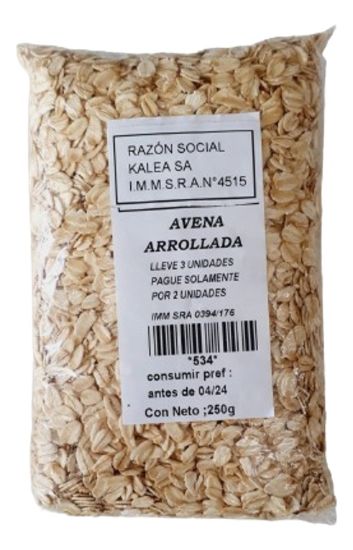 RAZÓN SOCIAL
KALEA SA
I.M.M.S.R.A.N°4515
AVENA
ARROLLADA
LLEVE 3 UNIDADES
PAGUE SOLAMENTE
POR 2 UNIDADES
IMM SRA 0394/176
*534*
consumir pref :
antes de 04/24
Con Neto ;250g